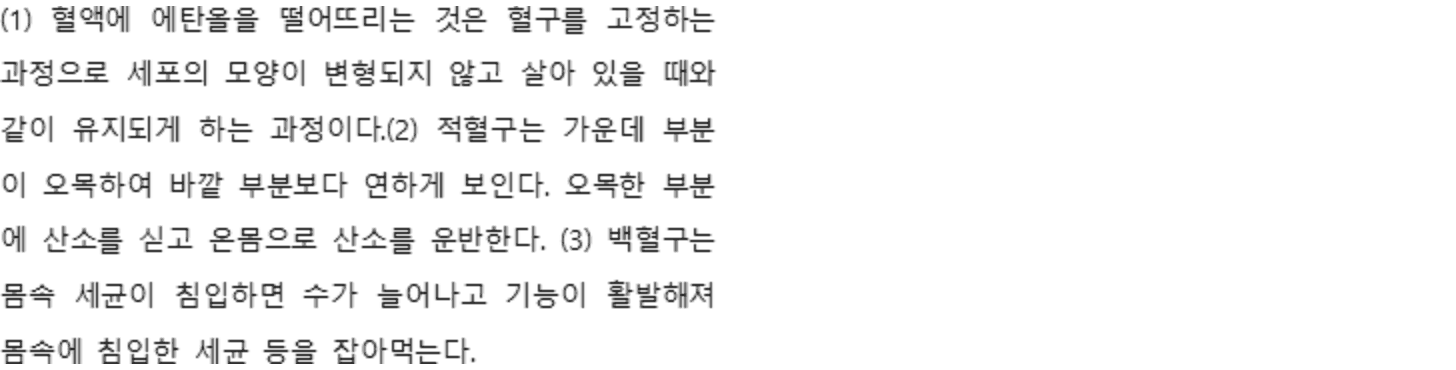 (1) 혈액에 에탄올을 떨어뜨리는 것은 혈구를 고정하는
과정으로 세포의 모양이 변형되지 않고 살아 있을 때와
같이 유지되게 하는 과정이다.(2) 적혈구는 가운데 부분
이 오목하여 바깥 부분보다 연하게 보인다. 오목한 부분
에 산소를 싣고 온몸으로 산소를 운반한다. (3) 백혈구는
몸속 세균이 침입하면 수가 늘어나고 기능이 활발해져
몸속에 침입한 세균 등을 잡아먹는다.